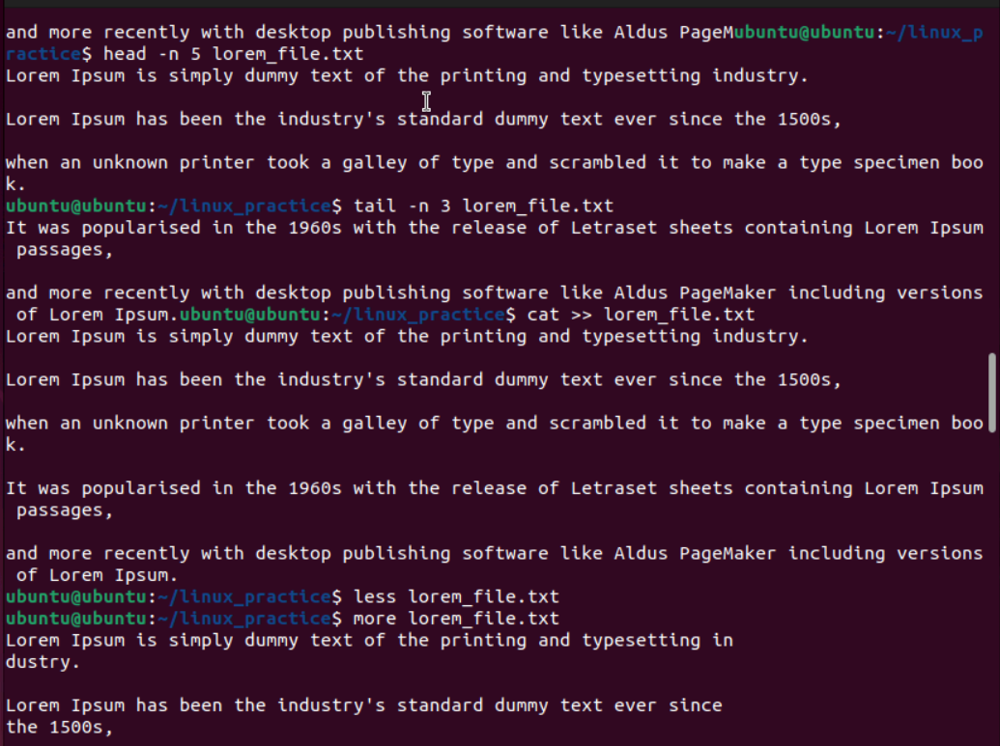 and more recently with desktop publishing software like Aldus PageMubuntu@ubuntu:~/linux_p
ractice$ head -n 5 lorem_file.txt
Lorem Ipsum is simply dummy text of the printing and typesetting industry.
Lorem Ipsum has been the industry's standard dummy text ever since the 1500s,
when an unknown printer took a galley of type and scrambled it to make a type specimen boo
k.
ubuntu@ubuntu:~/linux_practice$ tail -n 3 lorem_file.txt
It was popularised in the 1960s with the release of Letraset sheets containing Lorem Ipsum
 passages,
and more recently with desktop publishing software like Aldus PageMaker including versions
 of Lorem Ipsum.ubuntu@ubuntu:~/linux_practice$ cat >> lorem_file.txt
Lorem Ipsum is simply dummy text of the printing and typesetting industry.
Lorem Ipsum has been the industry's standard dummy text ever since the 1500s,
when an unknown printer took a galley of type and scrambled it to make a type specimen boo
k.
It was popularised in the 1960s with the release of Letraset sheets containing Lorem Ipsum
 passages,
and more recently with desktop publishing software like Aldus PageMaker including versions
 of Lorem Ipsum.
ubuntu@ubuntu:~/linux_practice$ less lorem_file.txt
ubuntu@ubuntu:~/linux_practice$ more lorem_file.txt
Lorem Ipsum is simply dummy text of the printing and typesetting in
dustry.
Lorem Ipsum has been the industry's standard dummy text ever since
the 1500s,